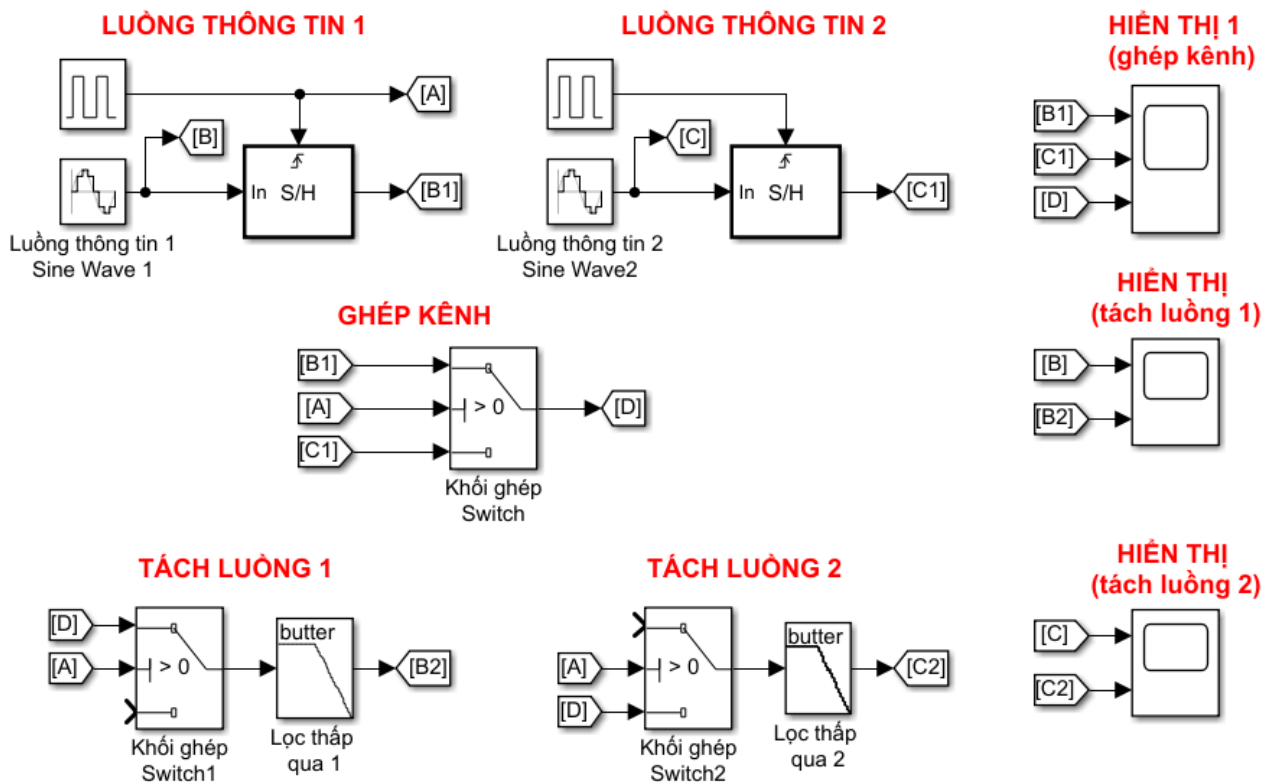 LUỒNG THÔNG TIN 1
LUỒNG THÔNG TIN 2
HIỂN THỊ 1
(ghép kênh)
[A]
[B]
In S/H
[B1]
Luồng thông tin 1
Sine Wave 1
[C]
In S/H
[C1]
Luồng thông tin 2
Sine Wave2
[B1]
[C1]
[D]
GHÉP KÊNH
[B1]
[A]
> 0
[D]
[C1]
Khối ghép
Switch
HIỂN THỊ
(tách luồng 1)
[B]
[B2]
TÁCH LUỒNG 1
[D]
[A]
> 0
butter
[B2]
Khối ghép
Switch1
Lọc thấp
qua 1
TÁCH LUỒNG 2
[A]
[D]
> 0
butter
[C2]
Khối ghép
Switch2
Lọc thấp
qua 2
HIỂN THỊ
(tách luồng 2)
[C]
[C2]